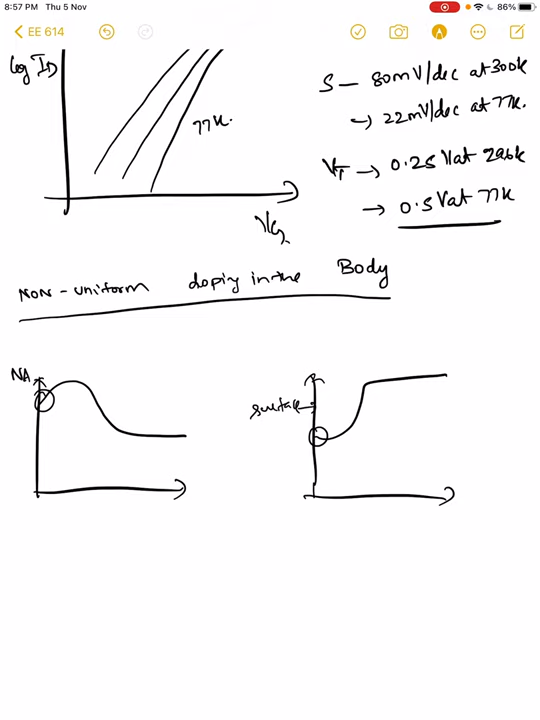 8:57 PM Thu 5 Nov
86%
EE 614
log ID
77K.
VG
S — 80mV/dec at 300k
→ 22mV/dec at 77k.
VT → 0.25 V at 296k
→ 0.5 V at 77K
NON-uniform doping in the Body
NA
surface